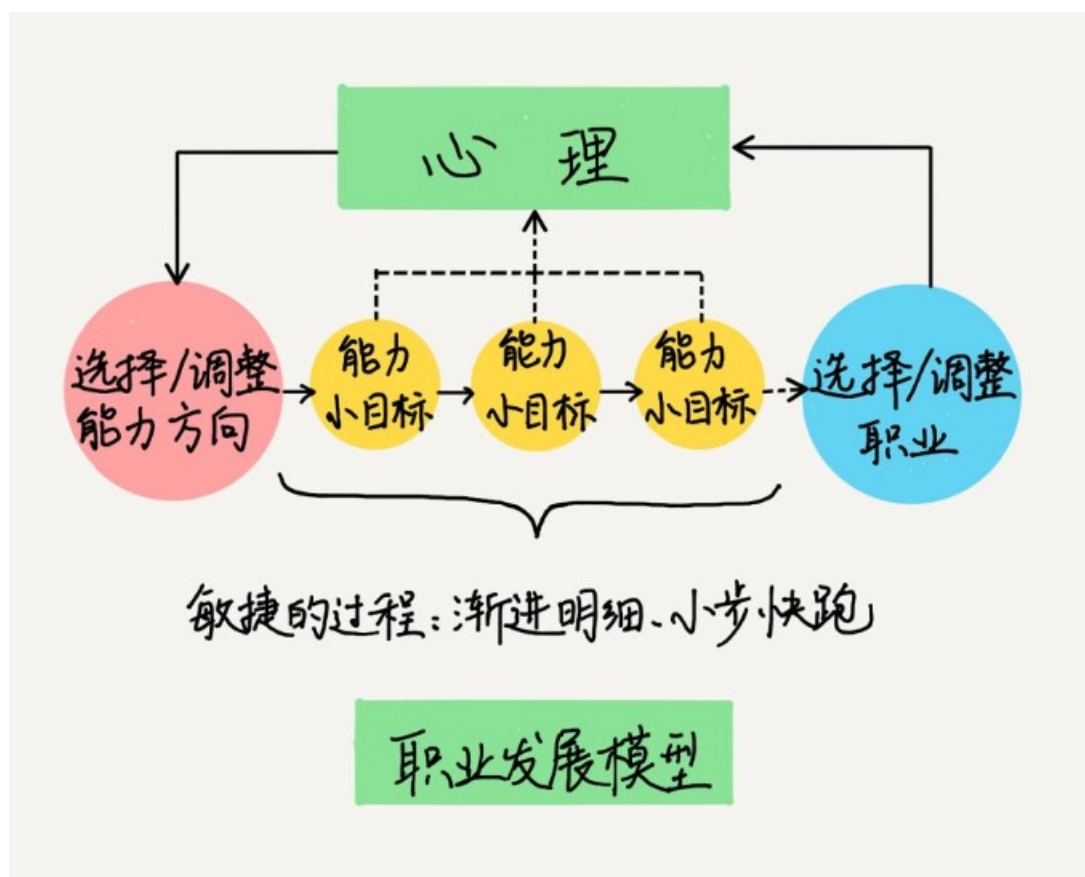 心 理
选择/调整
能力方向
能力
小目标
能力
小目标
能力
小目标
选择/调整
职业
敏捷的过程:渐进明细、小步快跑
职业发展模型